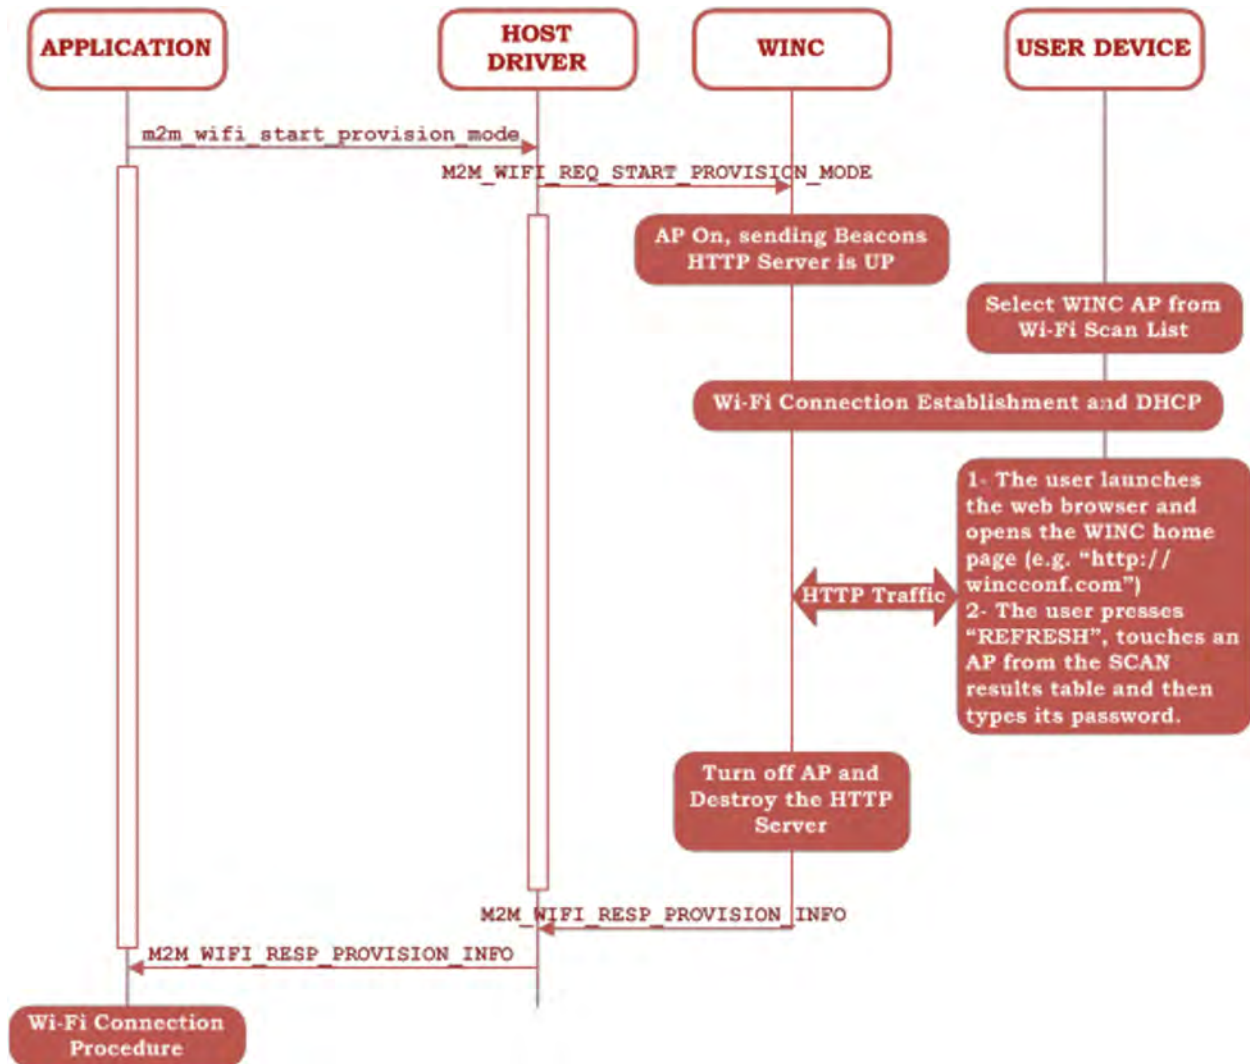 APPLICATION
HOST
DRIVER
WINC
USER DEVICE
m2m_wifi_start_provision_mode
M2M_WIFI_REQ_START_PROVISION_MODE
AP On, sending Beacons
HTTP Server is UP
Select WINC AP from
Wi-Fi Scan List
Wi-Fi Connection Establishment and DHCP
1- The user launches
the web browser and
opens the WINC home
page (e.g. “http://
wincconf.com”)
HTTP Traffic
2- The user presses
“REFRESH”, touches an
AP from the SCAN
results table and then
types its password.
Turn off AP and
Destroy the HTTP
Server
M2M_WIFI_RESP_PROVISION_INFO
M2M_WIFI_RESP_PROVISION_INFO
Wi-Fi Connection
Procedure